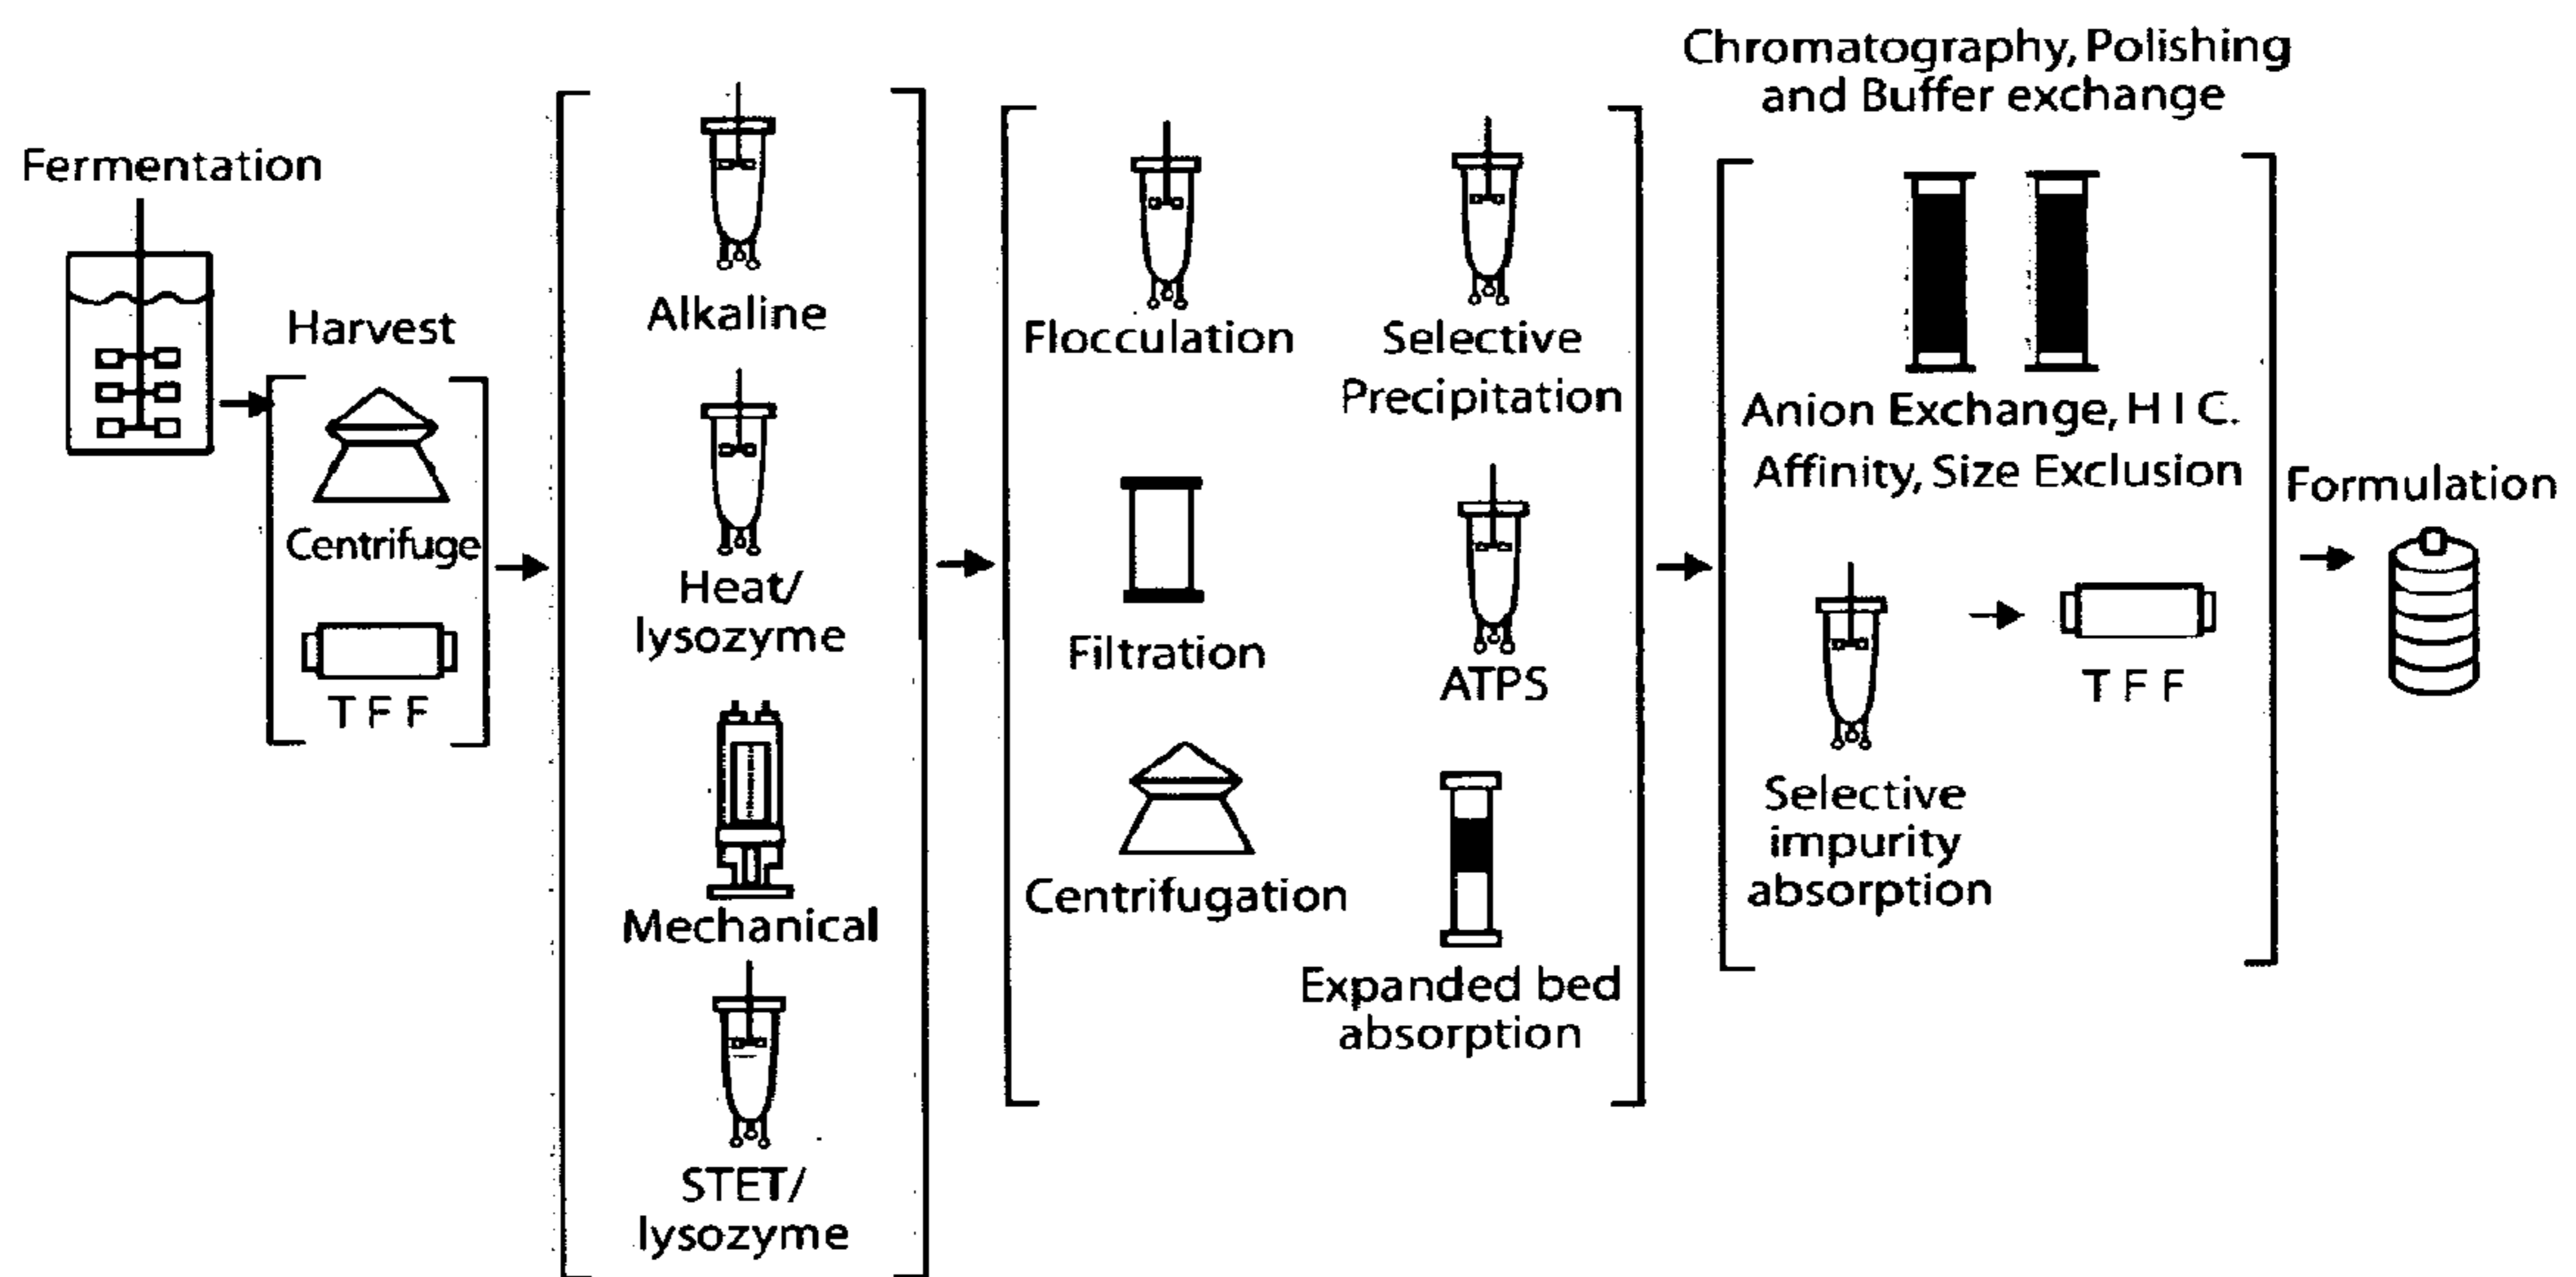 Fermentation
Harvest
Centrifuge
T F F
Alkaline
Heat/
lysozyme
Mechanical
STET/
lysozyme
Flocculation
Filtration
Centrifugation
Selective
Precipitation
ATPS
Expanded bed
absorption
Chromatography, Polishing
and Buffer exchange
Anion Exchange, H I C.
Affinity, Size Exclusion
Selective
impurity
absorption
T F F
Formulation